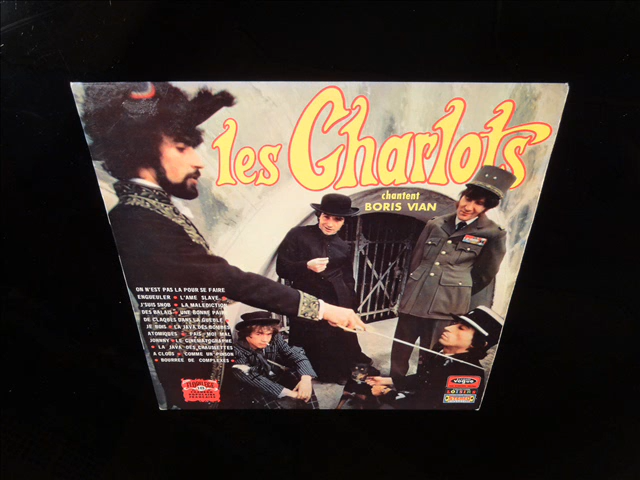 les Charlots
chantent
BORIS VIAN
ON N'EST PAS LA POUR SE FAIRE
ENGUEULER • L'AME SLAVE •
J'SUIS SNOB • LA MALEDICTION
DES BALAIS • UNE BONNE PAIRE
DE CLAQUES DANS LA GUEULE •
JE BOIS • LA JAVA DES BOMBES
ATOMIQUES • FAIS-MOI MAL
JOHNNY • LE CINEMATOGRAPHE
• LA JAVA DES CHAUSSETTES
A CLOUS • COMME UN POISON
• BOURREE DE COMPLEXES •
vogue